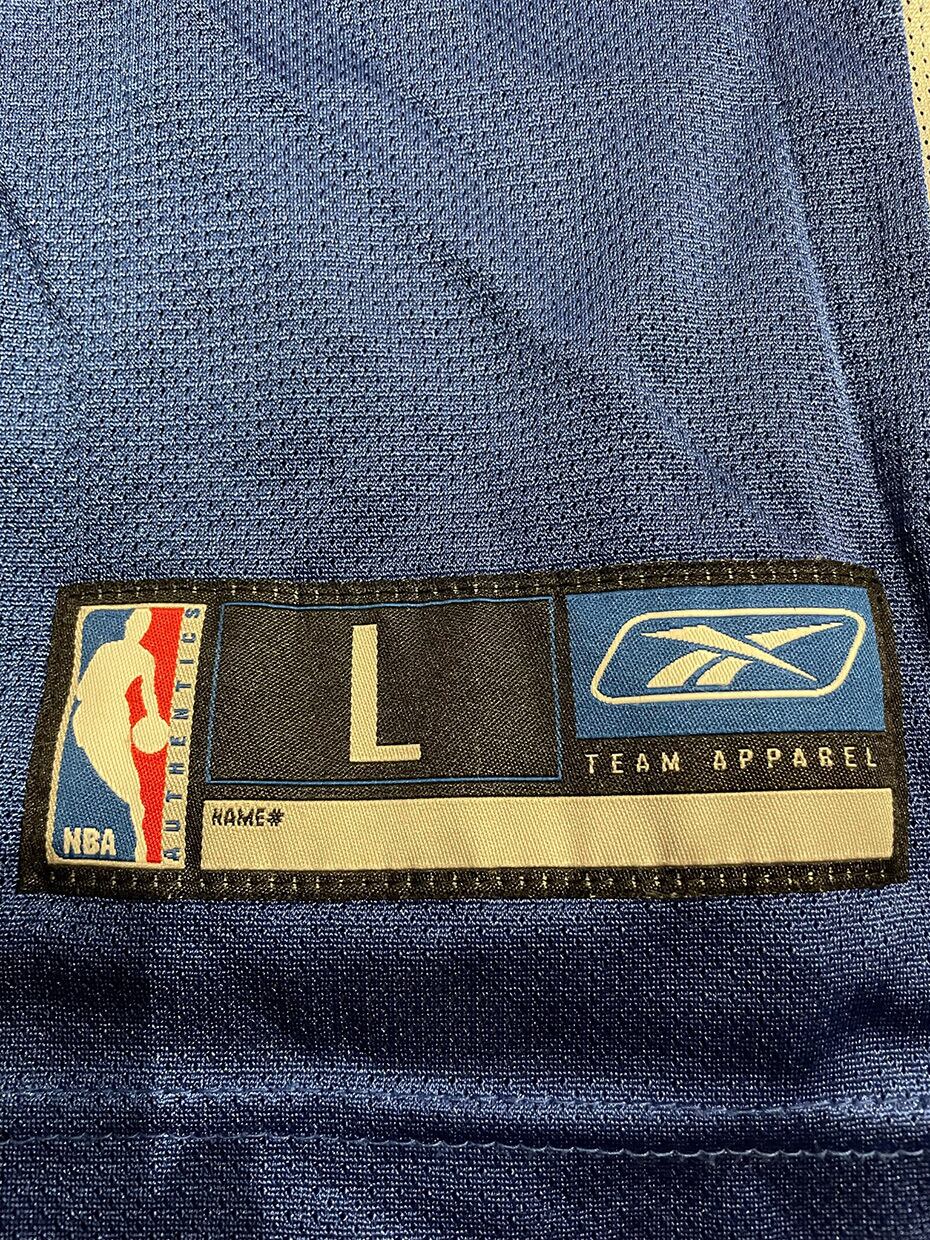 NBA
AUTHENTICS
L
TEAM APPAREL
NAME#